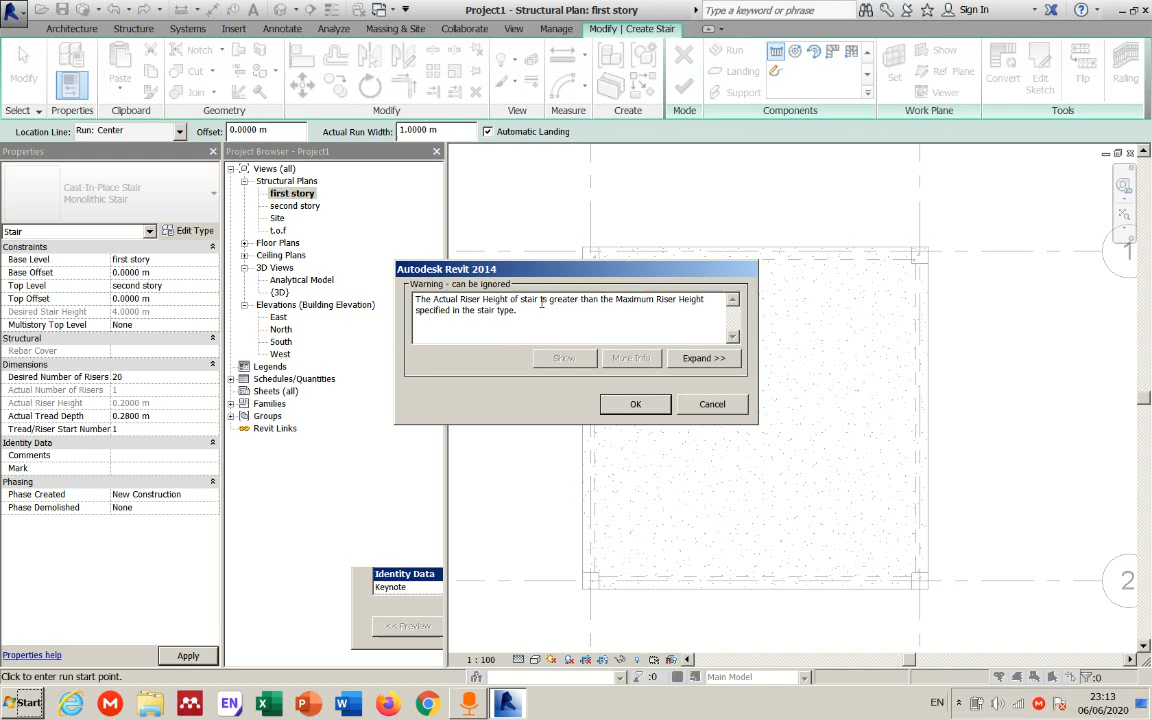 Project1 - Structural Plan: first story
Type a keyword or phrase
Sign In
Architecture Structure Systems Insert Annotate Analyze Massing & Site Collaborate View Manage Modify | Create Stair
Modify
Paste
Notch
Cut
Join
Run
Landing
Support
Set
Show
Ref Plane
Viewer
Convert
Edit Sketch
Flip
Railing
Select Properties Clipboard Geometry Modify View Measure Create Mode Components Work Plane Tools
Location Line: Run: Center Offset: 0.0000 m Actual Run Width: 1.0000 m Automatic Landing
Properties
Cast-In-Place Stair
Monolithic Stair
Stair Edit Type
Constraints
Base Level first story
Base Offset 0.0000 m
Top Level second story
Top Offset 0.0000 m
Desired Stair Height 4.0000 m
Multistory Top Level None
Structural
Rebar Cover
Dimensions
Desired Number of Risers 20
Actual Number of Risers 1
Actual Riser Height 0.2000 m
Actual Tread Depth 0.2800 m
Tread/Riser Start Number 1
Identity Data
Comments
Mark
Phasing
Phase Created New Construction
Phase Demolished None
Properties help Apply
Project Browser - Project1
Views (all)
Structural Plans
first story
second story
Site
t.o.f
Floor Plans
Ceiling Plans
3D Views
Analytical Model
{3D}
Elevations (Building Elevation)
East
North
South
West
Legends
Schedules/Quantities
Sheets (all)
Families
Groups
Revit Links
Identity Data
Keynote
<< Preview
Autodesk Revit 2014
Warning - can be ignored
The Actual Riser Height of stair is greater than the Maximum Riser Height
specified in the stair type.
Show More Info Expand >>
OK Cancel
1
2
1 : 100
Click to enter run start point.
:0 Main Model :0
Start EN EN 23:13
06/06/2020